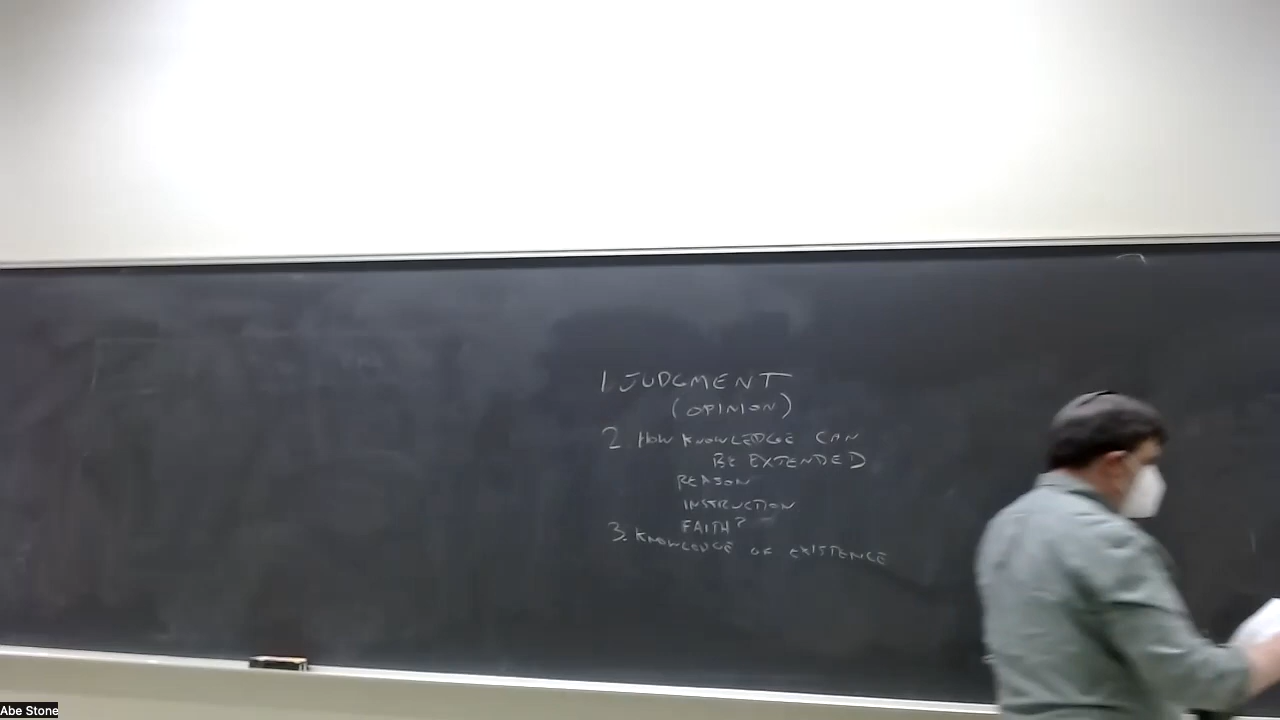 1 JUDGMENT
(OPINION)
2 HOW KNOWLEDGE CAN
BE EXTENDED
REASON
INSTRUCTION
FAITH?
3. KNOWLEDGE OF EXISTENCE
Abe Stone